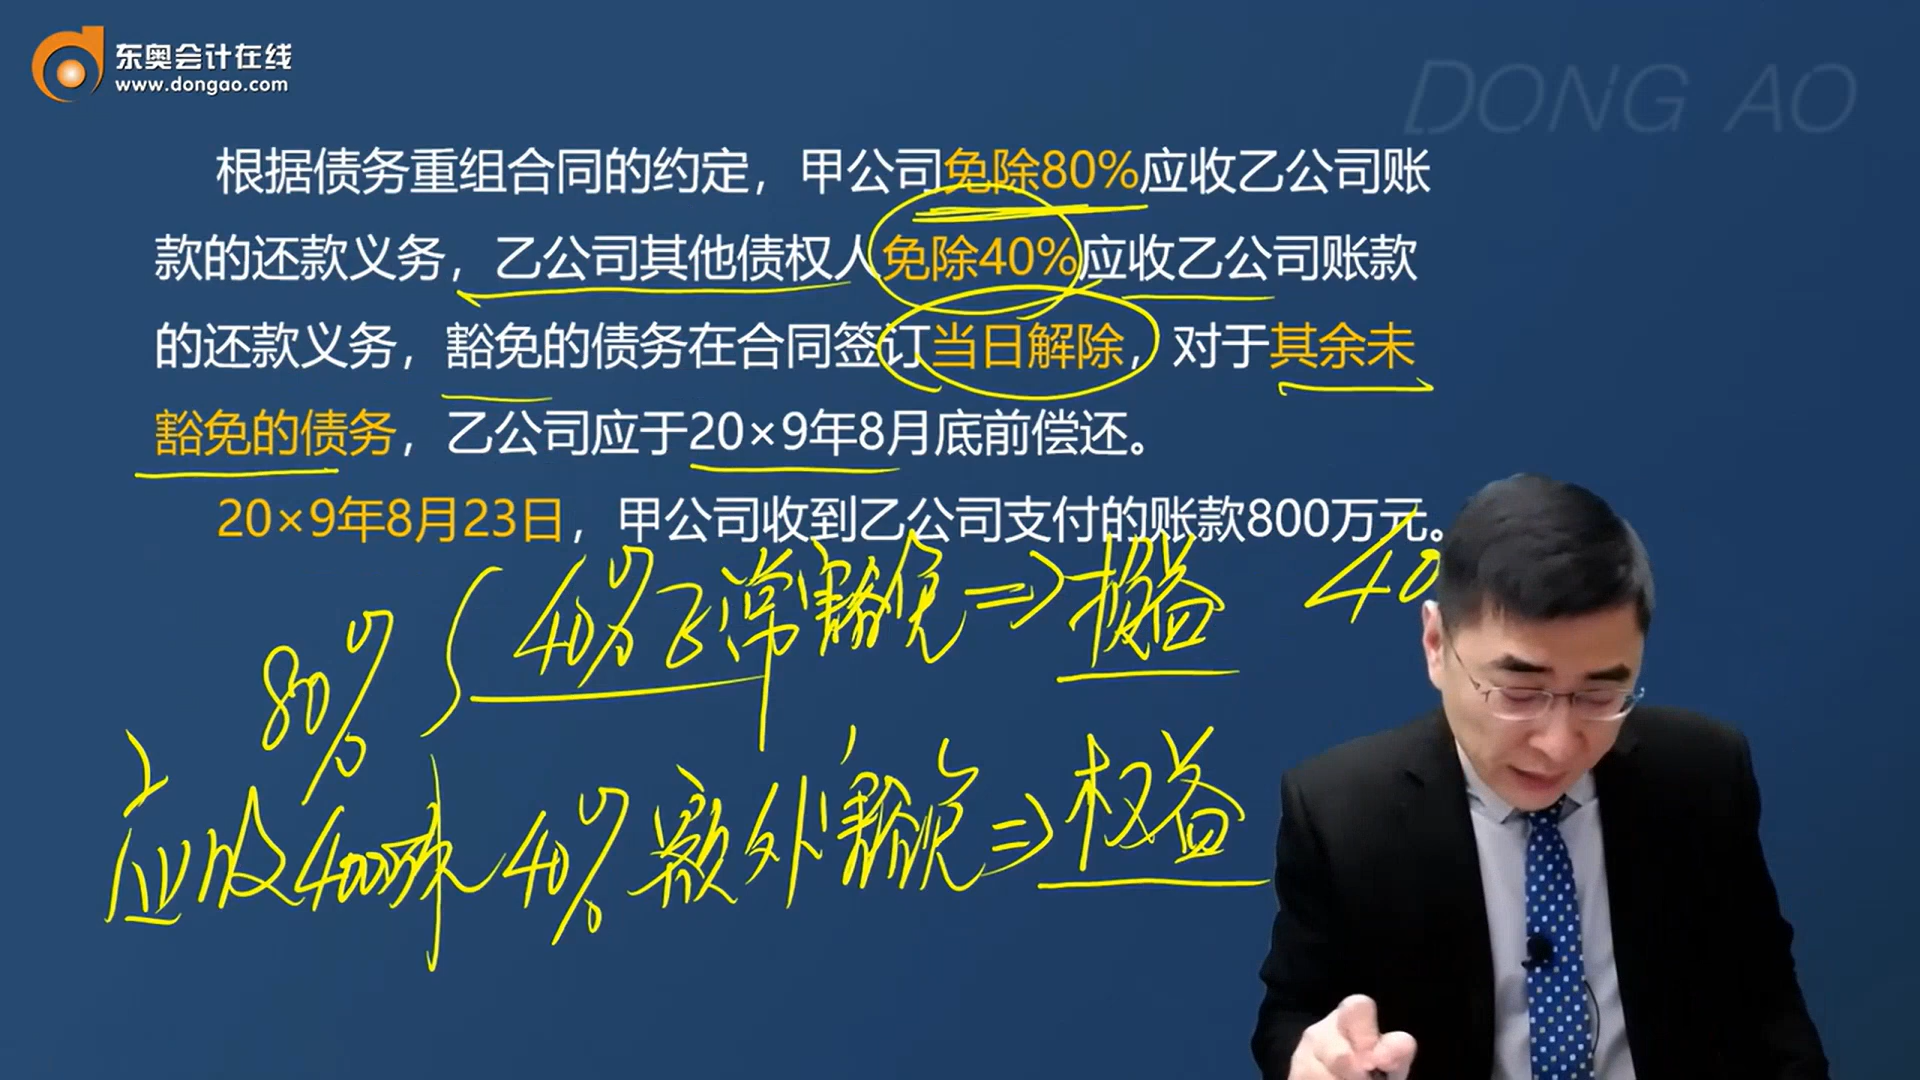 东奥会计在线
www.dongao.com
DONG AO
根据债务重组合同的约定，甲公司免除80%应收乙公司账
款的还款义务，乙公司其他债权人免除40%应收乙公司账款
的还款义务，豁免的债务在合同签订当日解除，对于其余未
豁免的债务，乙公司应于20×9年8月底前偿还。
20×9年8月23日，甲公司收到乙公司支付的账款800万元。
40
80% 40%正常豁免⇒损益
40%额外豁免⇒权益